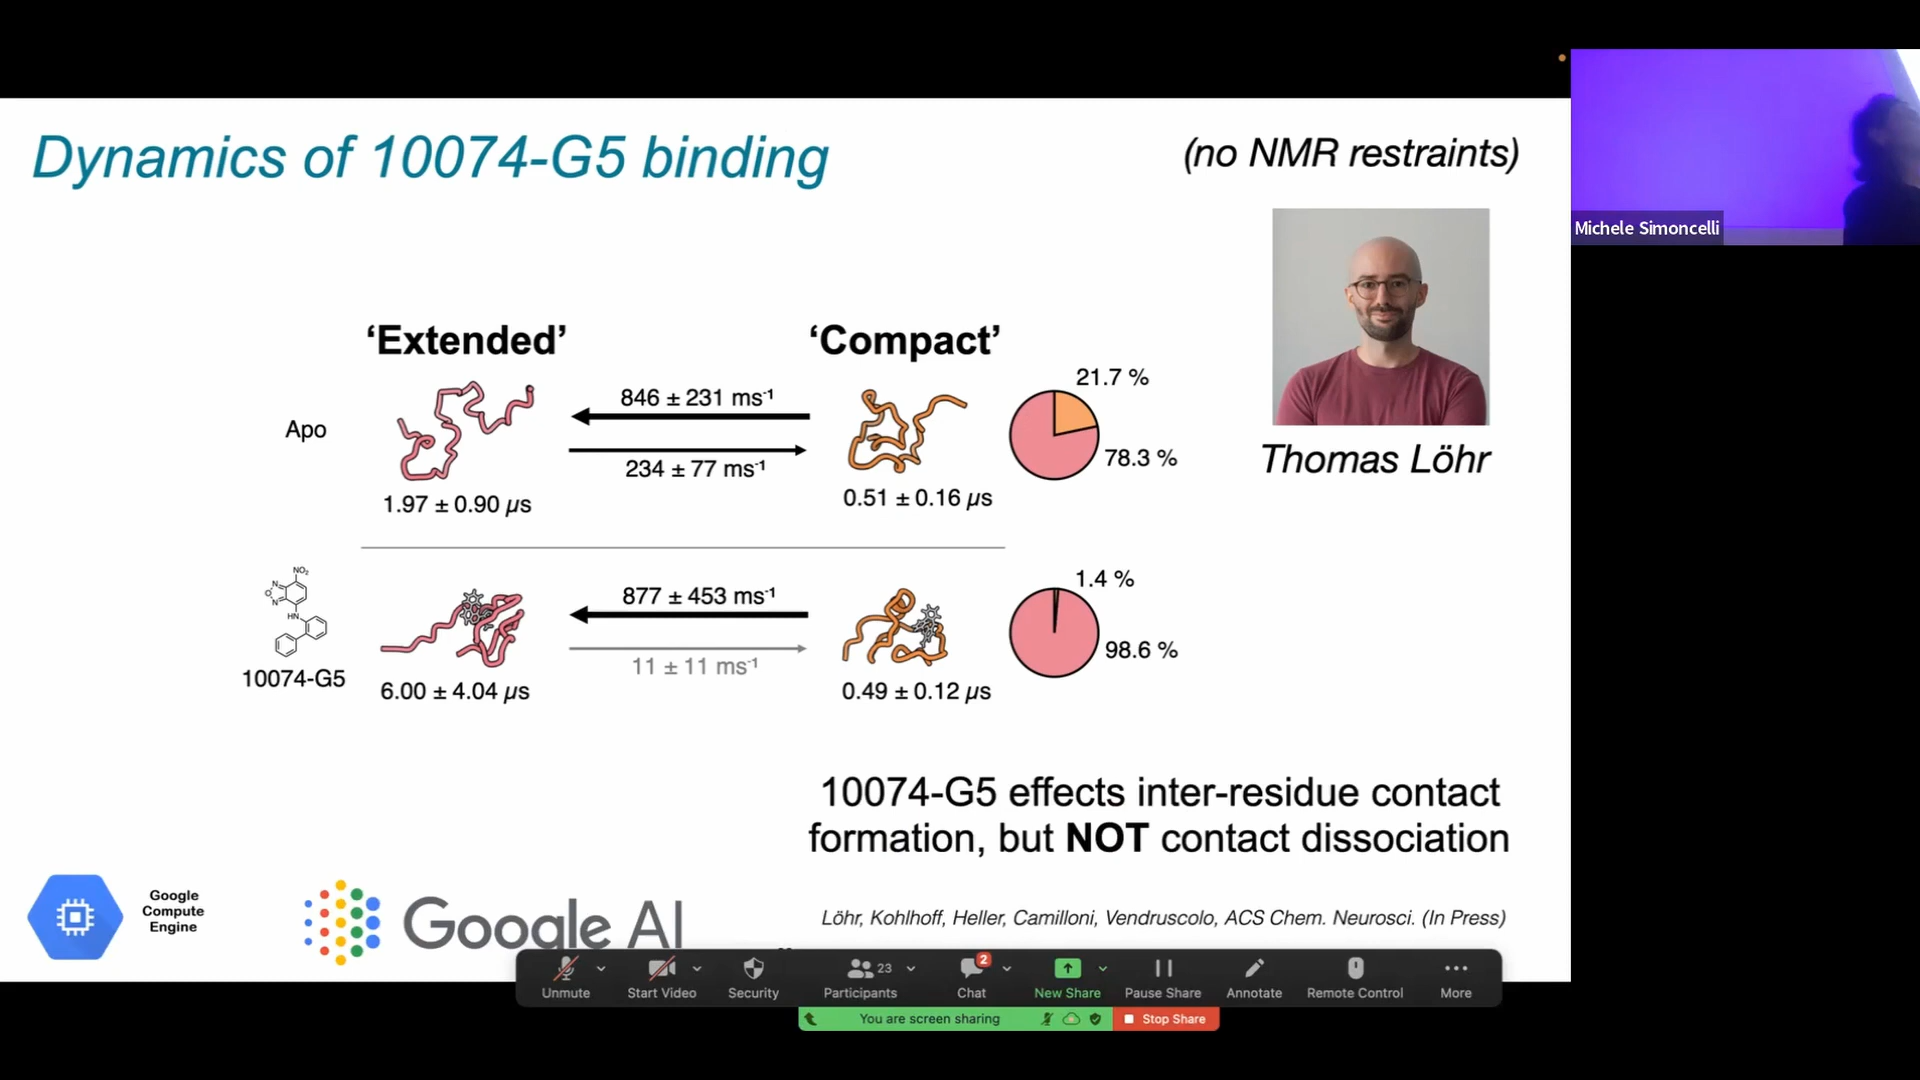 Dynamics of 10074-G5 binding
(no NMR restraints)
Michele Simoncelli
Thomas Löhr
‘Extended’
‘Compact’
Apo
846 ± 231 ms⁻¹
234 ± 77 ms⁻¹
1.97 ± 0.90 µs
0.51 ± 0.16 µs
21.7 %
78.3 %
NO₂
N
O
N
HN
10074-G5
877 ± 453 ms⁻¹
11 ± 11 ms⁻¹
6.00 ± 4.04 µs
0.49 ± 0.12 µs
1.4 %
98.6 %
10074-G5 effects inter-residue contact
formation, but NOT contact dissociation
Google
Compute
Engine
Google AI
Löhr, Kohlhoff, Heller, Camilloni, Vendruscolo, ACS Chem. Neurosci. (In Press)
Unmute
Start Video
Security
23
Participants
2
Chat
New Share
Pause Share
Annotate
Remote Control
More
You are screen sharing
Stop Share